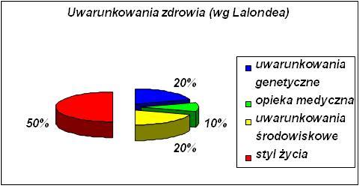 Uwarunkowania zdrowia (wg Lalondea)
20%
50%
10%
20%
uwarunkowania
genetyczne
opieka medyczna
uwarunkowania
środowiskowe
styl życia